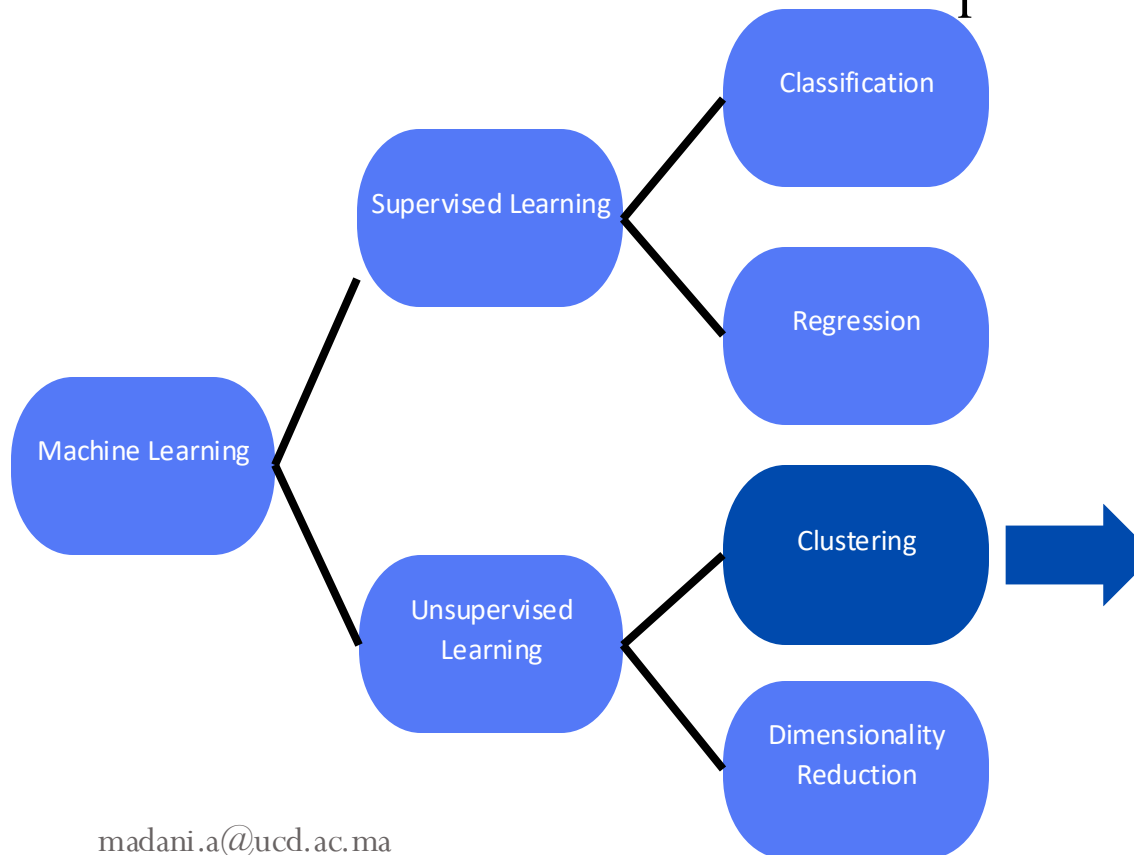 Classification
Supervised Learning
Regression
Machine Learning
Clustering
Unsupervised
Learning
Dimensionality
Reduction
madani.a@ucd.ac.ma